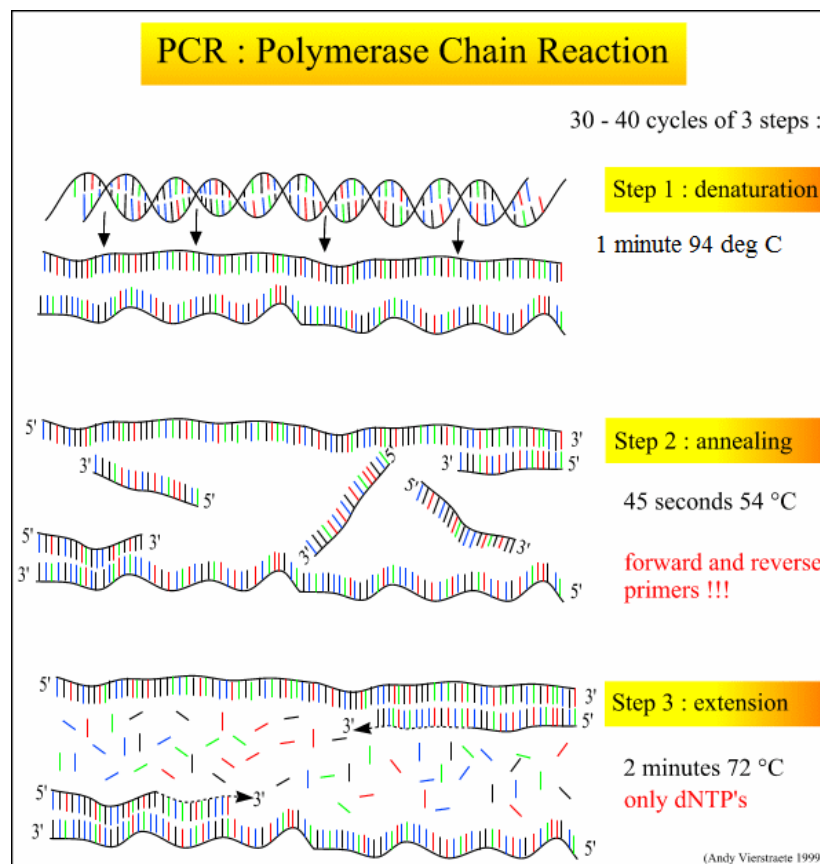 PCR : Polymerase Chain Reaction
30 - 40 cycles of 3 steps :
Step 1 : denaturation
1 minute 94 deg C
5'
3'
Step 2 : annealing
3'
5'
3'
5'
5'
45 seconds 54 °C
5'
3'
3'
3'
forward and reverse
3'
5'
primers !!!
5'
3'
Step 3 : extension
3'
5'
2 minutes 72 °C
5'
3'
only dNTP's
3'
5'
(Andy Vierstraete 1999